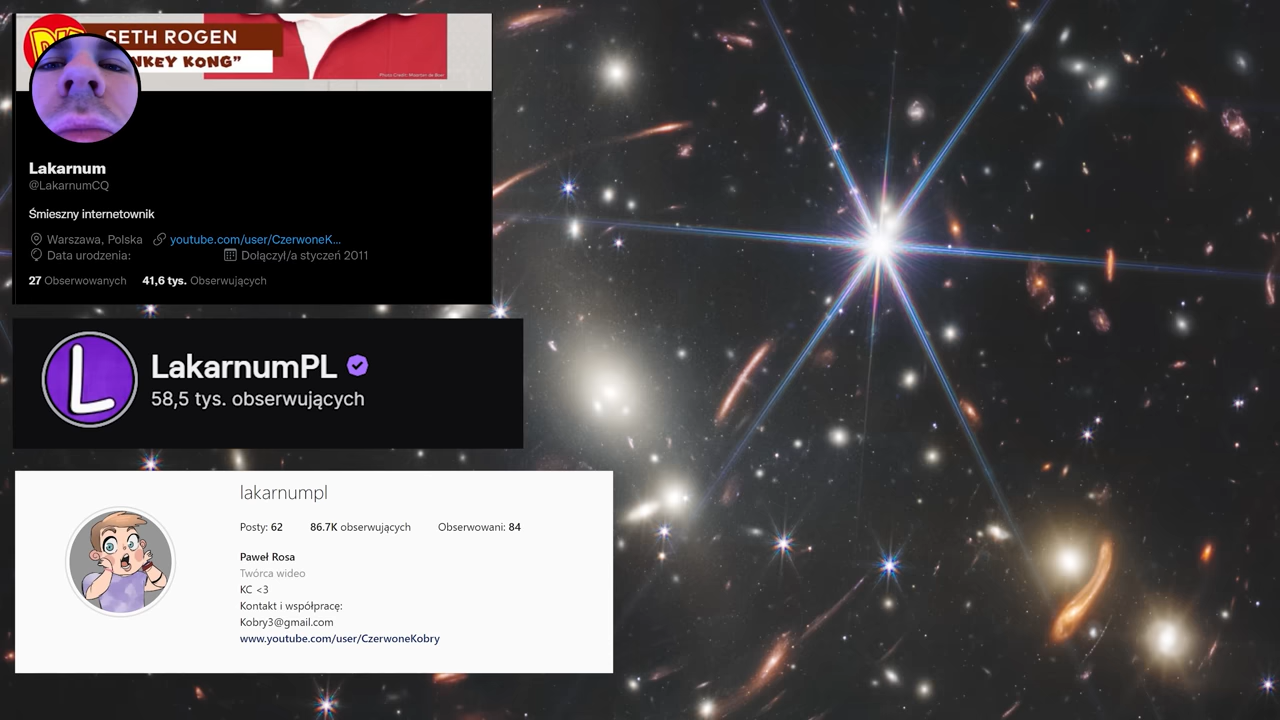 SETH ROGEN
NKEY KONG”
Lakarnum
@LakarnumCQ
Śmieszny internetownik
Warszawa, Polska youtube.com/user/CzerwoneK...
Data urodzenia: Dołączył/a styczeń 2011
27 Obserwowanych 41,6 tys. Obserwujących
L
LakarnumPL
58,5 tys. obserwujących
lakarnumpl
Posty: 62 86.7K obserwujących Obserwowani: 84
Paweł Rosa
Twórca wideo
KC <3
Kontakt i współpracę:
Kobry3@gmail.com
www.youtube.com/user/CzerwoneKobry